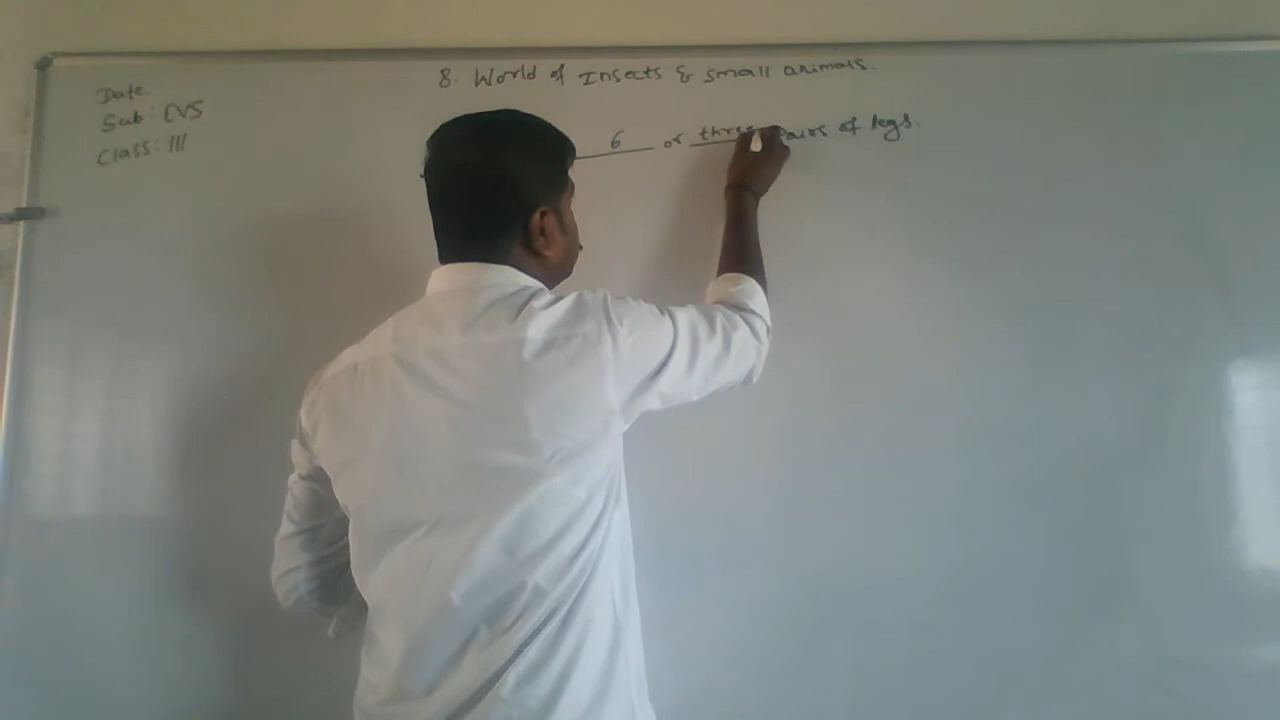 8. World of Insects & small animals.
Date.
Sub: EVS
Class: III
6 or three pairs of legs.